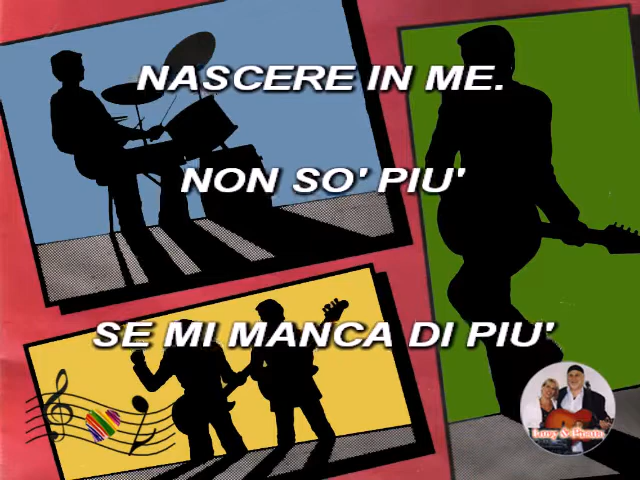 NASCERE IN ME.
NON SO' PIU'
SE MI MANCA DI PIU'